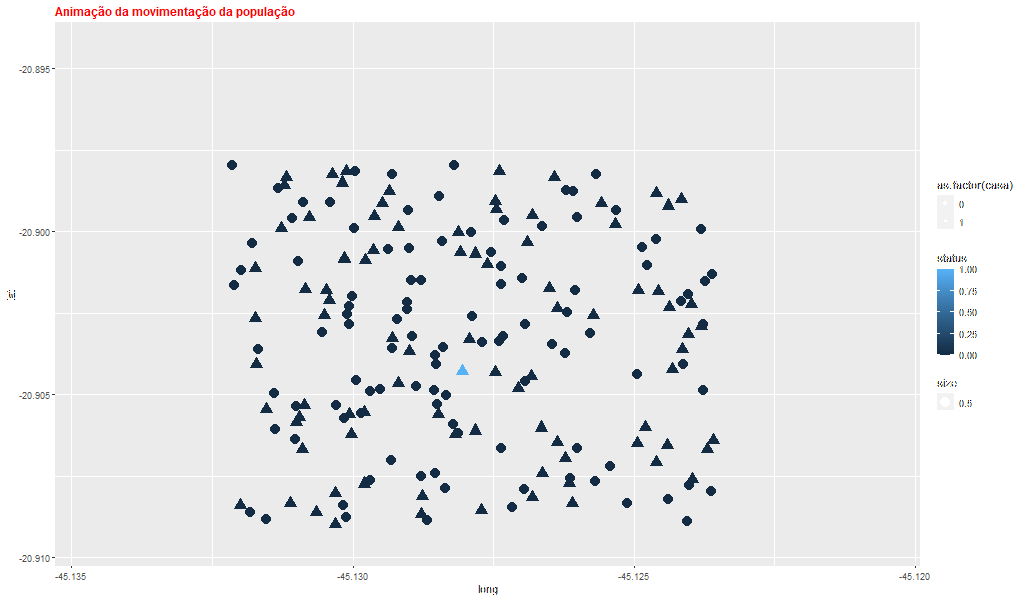 Animação da movimentação da população
-20.895
-20.900
-20.905
-20.910
lat
-45.135
-45.130
-45.125
-45.120
long
as.factor(casa)
0
1
status
1.00
0.75
0.50
0.25
0.00
size
0.5